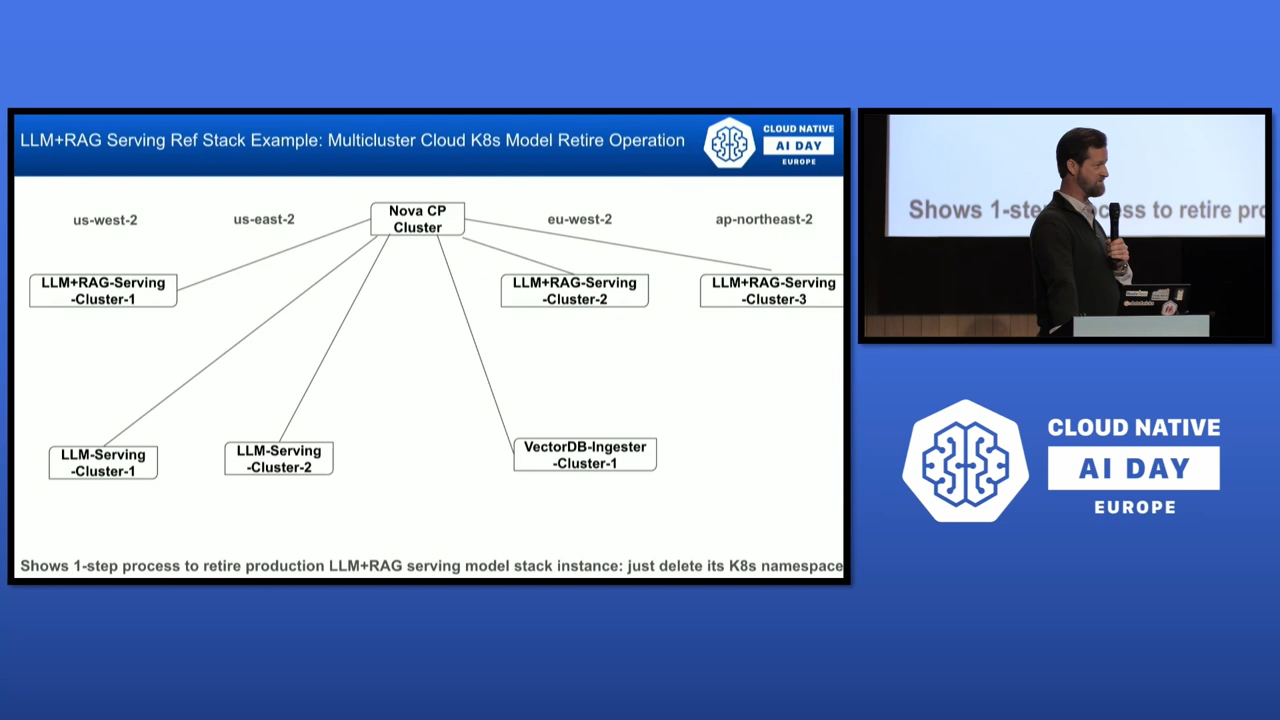 LLM+RAG Serving Ref Stack Example: Multicluster Cloud K8s Model Retire Operation
CLOUD NATIVE
AI DAY
EUROPE
us-west-2
us-east-2
Nova CP
Cluster
eu-west-2
ap-northeast-2
LLM+RAG-Serving
-Cluster-1
LLM+RAG-Serving
-Cluster-2
LLM+RAG-Serving
-Cluster-3
LLM-Serving
-Cluster-1
LLM-Serving
-Cluster-2
VectorDB-Ingester
-Cluster-1
Shows 1-step process to retire production LLM+RAG serving model stack instance: just delete its K8s namespace
Shows 1-step ess to retire
CLOUD NATIVE
AI DAY
EUROPE